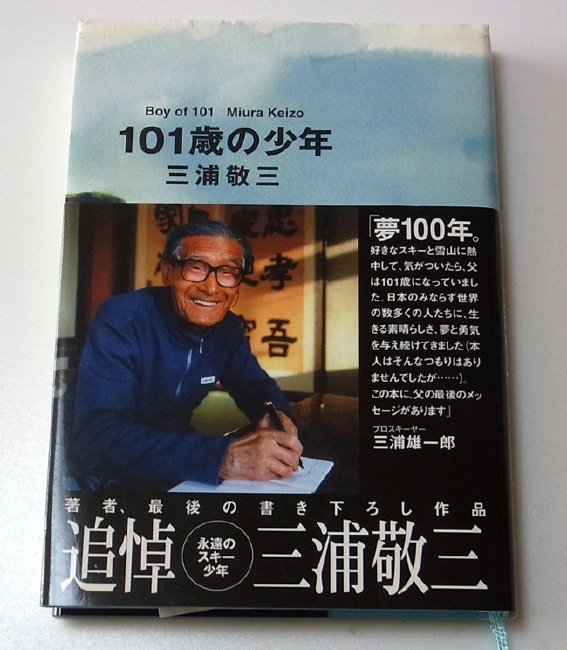 Boy of 101 Miura Keizo
101歳の少年
三浦敬三
「夢100年。
好きなスキーと雪山に熱
中して、気がついたら、父
は101歳になっていまし
た。日本のみならず世界
の数多くの人たちに、生
きる素晴らしさ、夢と勇気
を与え続けてきました(本
人はそんなつもりはあり
ませんでしたが……)。
この本に、父の最後のメッ
セージがあります」
プロスキーヤー
三浦雄一郎
忠
孝
吾
著者、最後の書き下ろし作品
追悼
永遠の
スキー
少年
三浦敬三